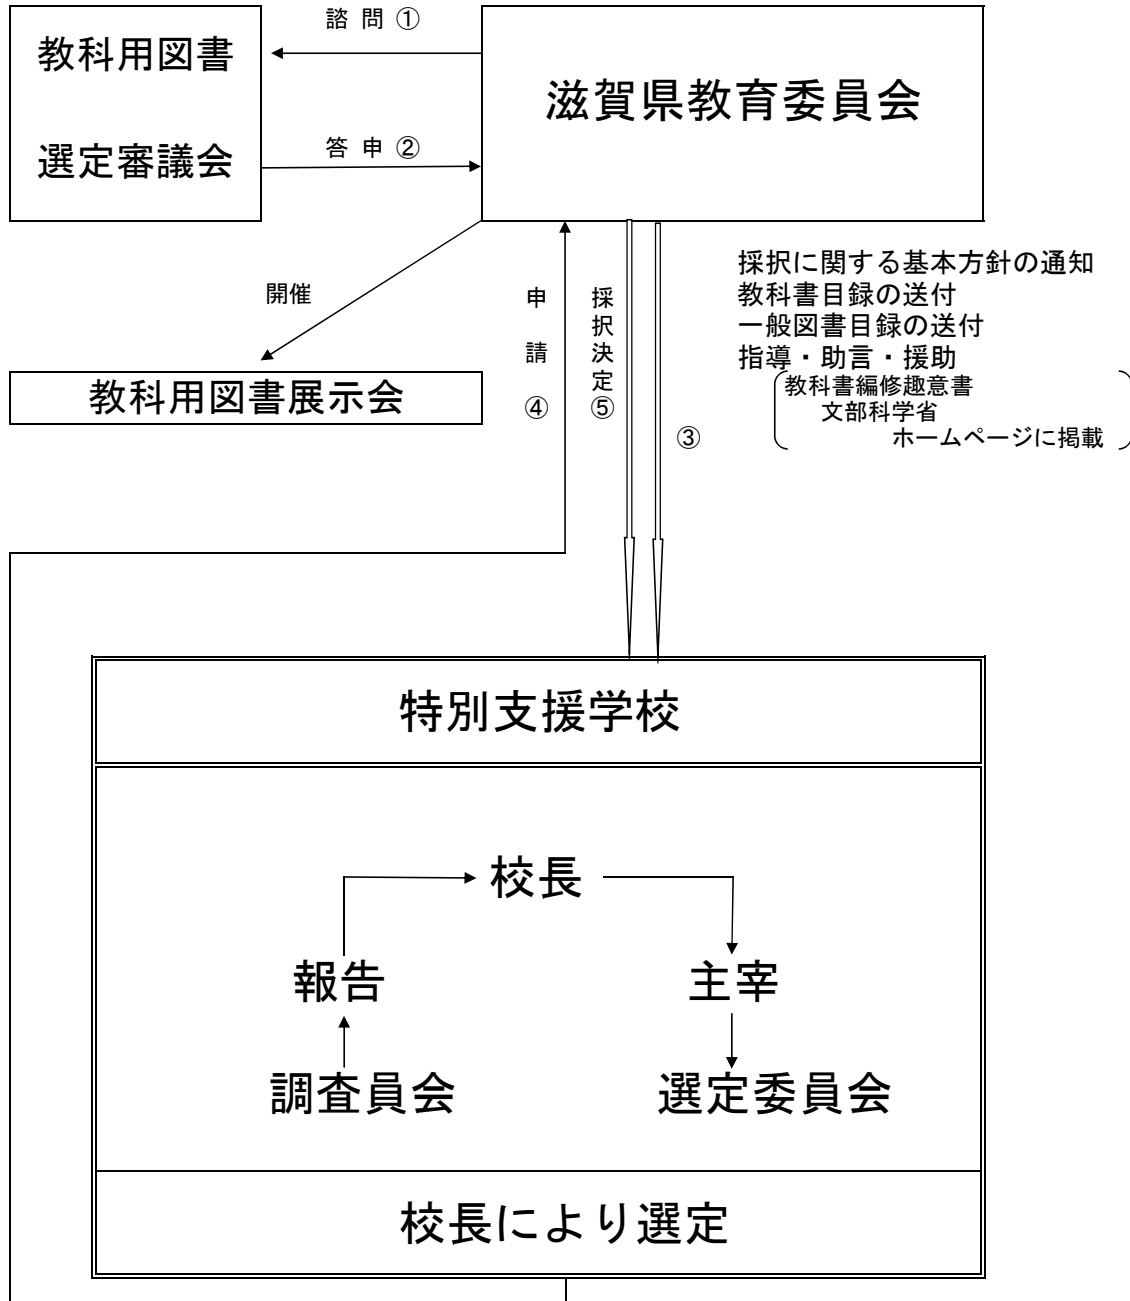 諮問①
教科用図書
選定審議会
答申②
滋賀県教育委員会
開催
教科用図書展示会
申請④
採択決定⑤
③
採択に関する基本方針の通知
教科書目録の送付
一般図書目録の送付
指導・助言・援助
教科書編修趣意書
文部科学省
ホームページに掲載
特別支援学校
校長
報告
主宰
調査員会
選定委員会
校長により選定